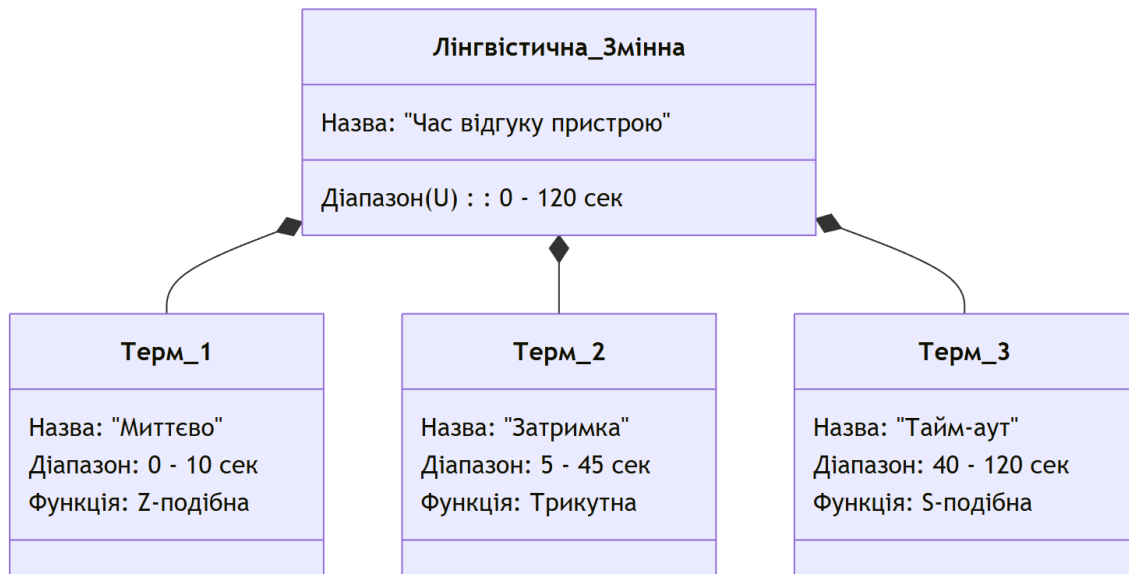 Лінгвістична_Змінна
Назва: "Час відгуку пристрою"
Діапазон(U) : : 0 - 120 сек
Терм_1
Назва: "Миттєво"
Діапазон: 0 - 10 сек
Функція: Z-подібна
Терм_2
Назва: "Затримка"
Діапазон: 5 - 45 сек
Функція: Трикутна
Терм_3
Назва: "Тайм-аут"
Діапазон: 40 - 120 сек
Функція: S-подібна